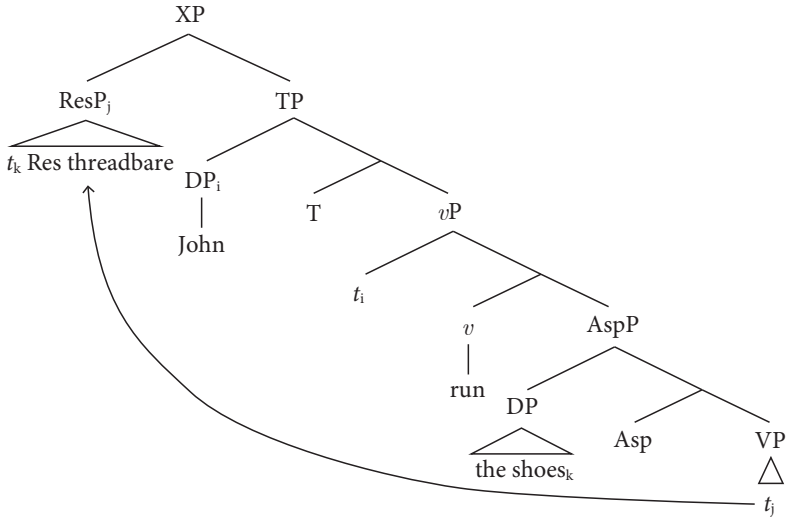 XP
ResPⱼ TP
tₖ Res threadbare
DPᵢ T vP
John
tᵢ
v AspP
run
DP Asp VP
the shoesₖ
tⱼ